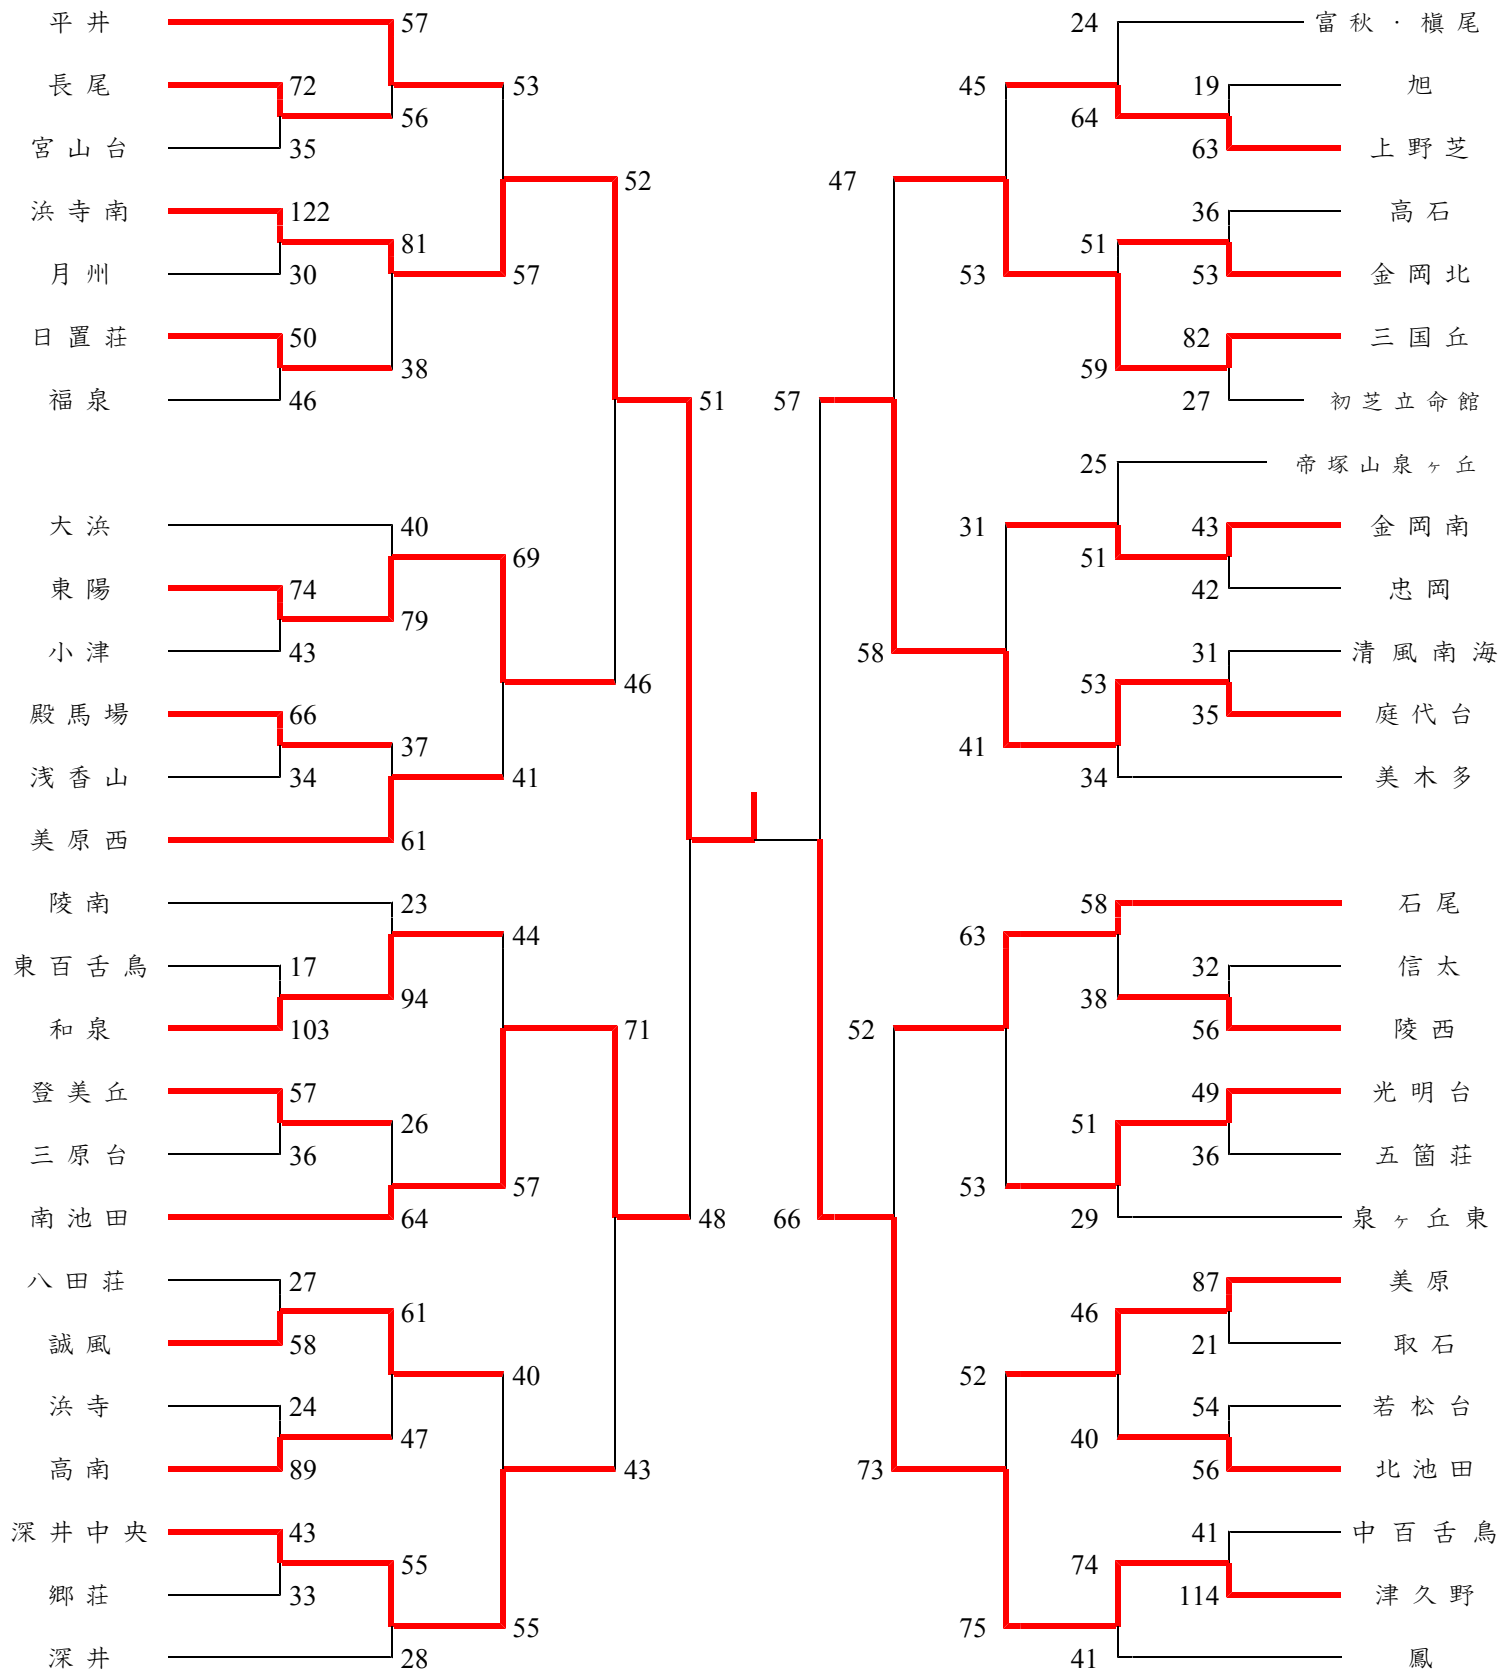 平井 57 24 富秋・槇尾
長尾 72 53 45 19 旭
56 64
宮山台 35 63 上野芝
52 47
浜寺南 122 36 高石
81 51
月州 30 57 53 53 金岡北
日置荘 50 82 三国丘
38 59
福泉 46 51 57 27 初芝立命館
25 帝塚山泉ヶ丘
大浜 40 31 43 金岡南
69 51
東陽 74 42 忠岡
79
小津 43 58 31 清風南海
46 53
殿馬場 66 35 庭代台
37 41
浅香山 34 41 34 美木多
美原西 61
陵南 23 58 石尾
44 63
東百舌鳥 17 32 信太
94 38
和泉 103 71 52 56 陵西
登美丘 57 49 光明台
26 51
三原台 36 36 五箇荘
57 53
南池田 64 48 66 29 泉ヶ丘東
八田荘 27 87 美原
61 46
誠風 58 21 取石
40 52
浜寺 24 54 若松台
47 40
高南 89 43 73 56 北池田
深井中央 43 41 中百舌鳥
55 74
郷荘 33 114 津久野
55 75
深井 28 41 鳳